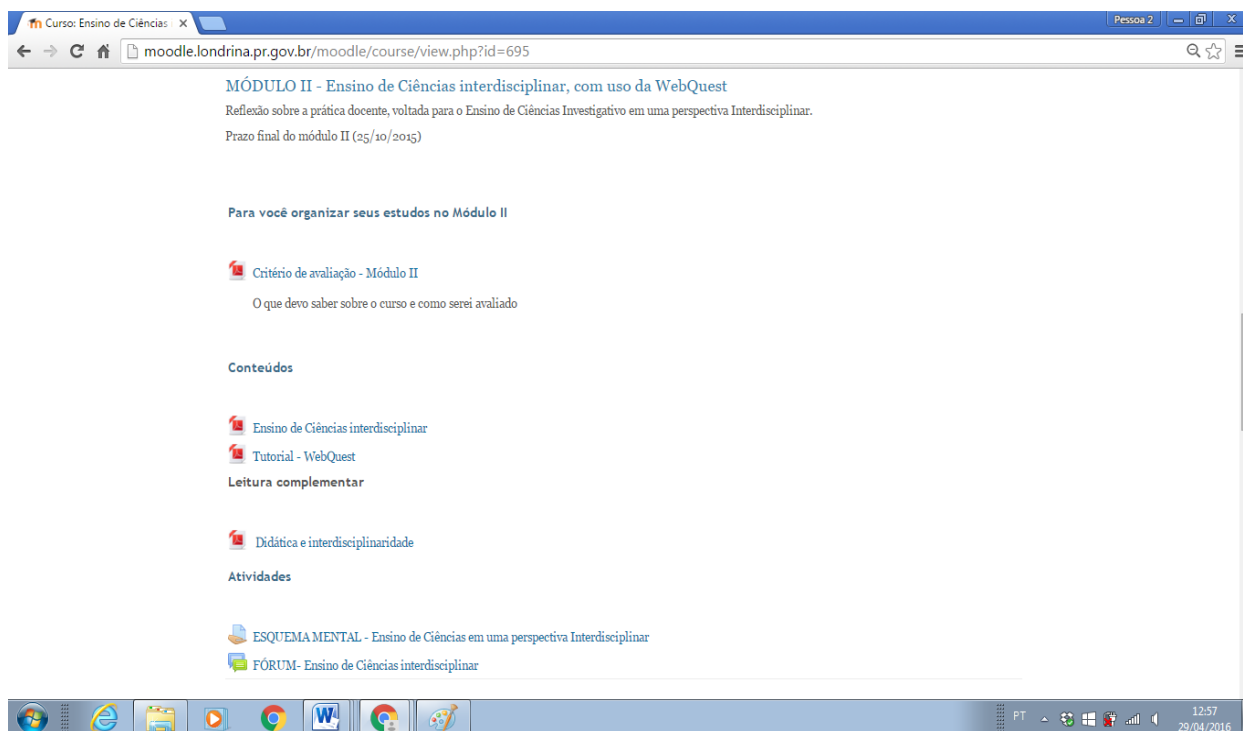 Curso: Ensino de Ciências
Pessoa 2
moodle.londrina.pr.gov.br/moodle/course/view.php?id=695
MÓDULO II - Ensino de Ciências interdisciplinar, com uso da WebQuest
Reflexão sobre a prática docente, voltada para o Ensino de Ciências Investigativo em uma perspectiva Interdisciplinar.
Prazo final do módulo II (25/10/2015)
Para você organizar seus estudos no Módulo II
Critério de avaliação - Módulo II
O que devo saber sobre o curso e como serei avaliado
Conteúdos
Ensino de Ciências interdisciplinar
Tutorial - WebQuest
Leitura complementar
Didática e interdisciplinaridade
Atividades
ESQUEMA MENTAL - Ensino de Ciências em uma perspectiva Interdisciplinar
FÓRUM- Ensino de Ciências interdisciplinar
PT
12:57
29/04/2016